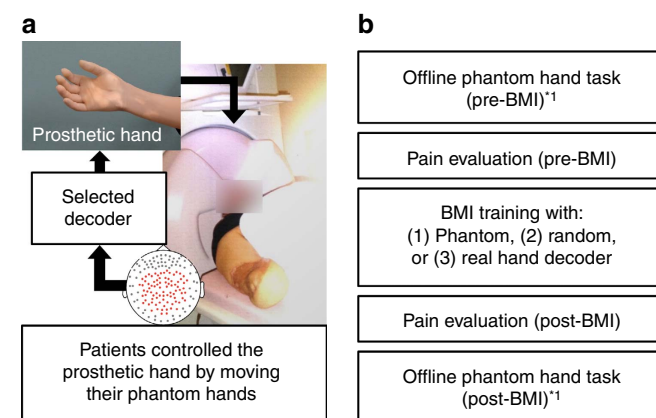 a
Prosthetic hand
Selected
decoder
Patients controlled the
prosthetic hand by moving
their phantom hands
b
Offline phantom hand task
(pre-BMI)*1
Pain evaluation (pre-BMI)
BMI training with:
(1) Phantom, (2) random,
or (3) real hand decoder
Pain evaluation (post-BMI)
Offline phantom hand task
(post-BMI)*1